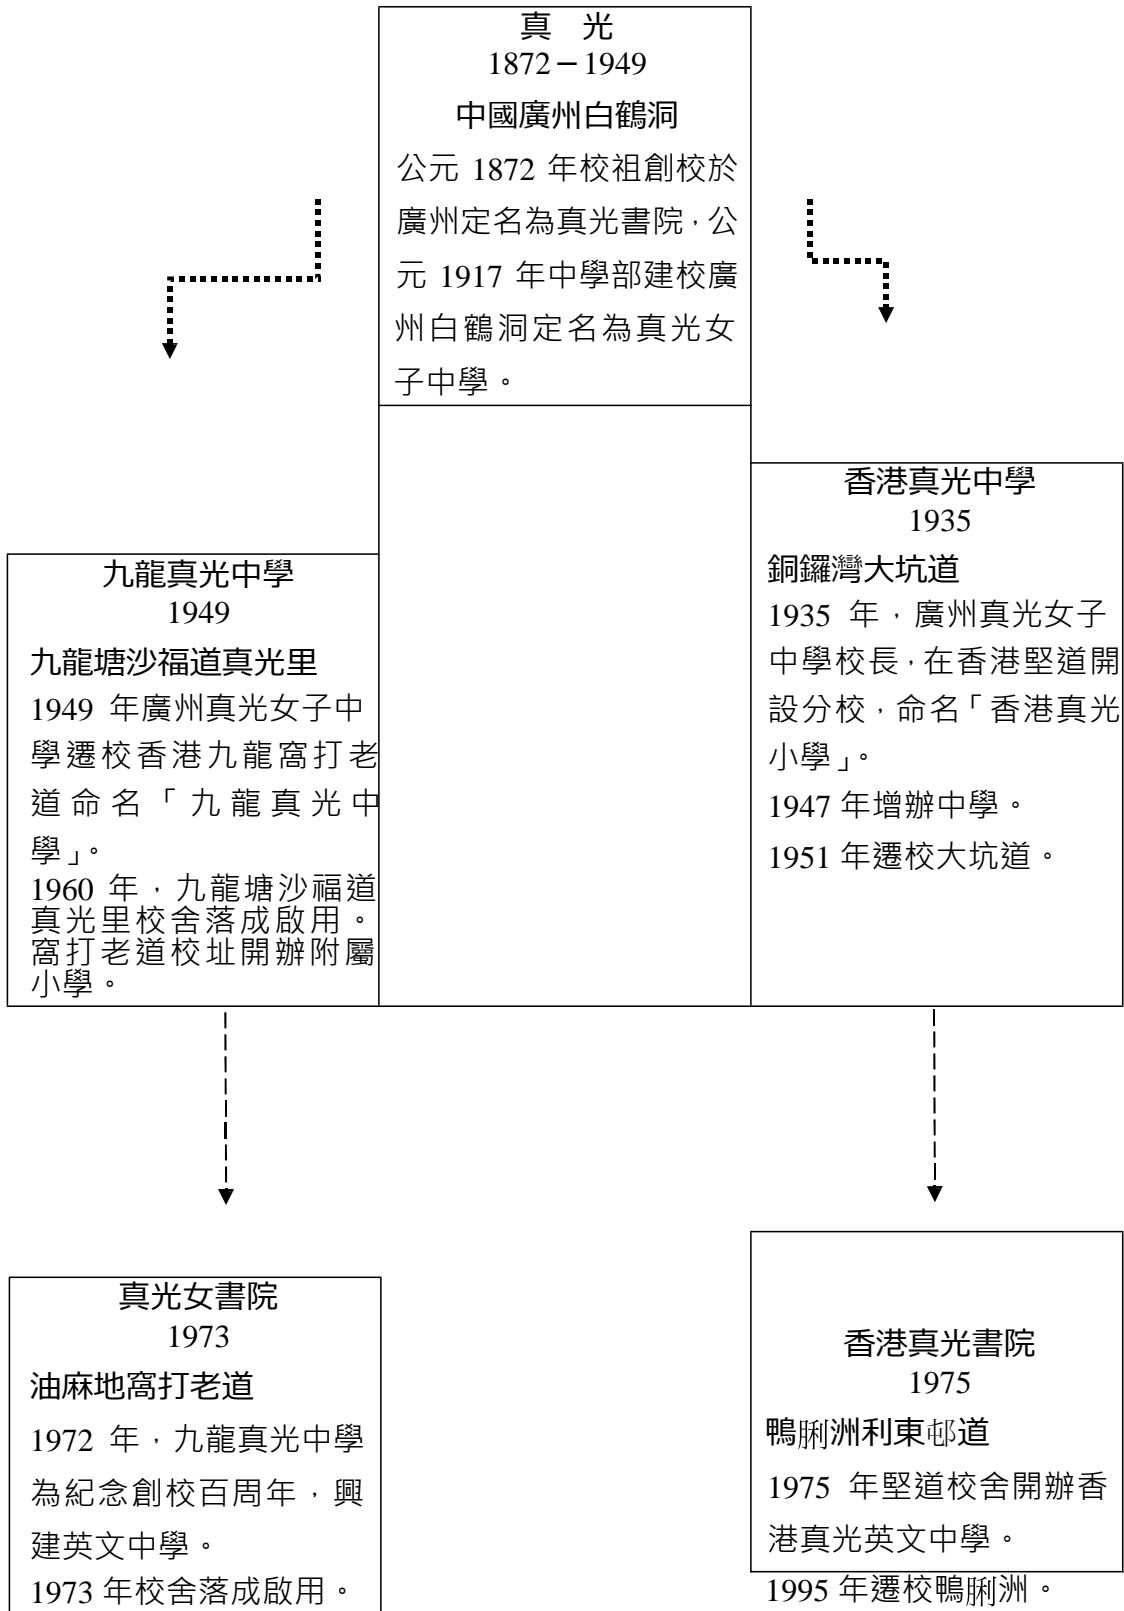 真 光
1872－1949
中國廣州白鶴洞
公元 1872 年校祖創校於
廣州定名為真光書院，公
元 1917 年中學部建校廣
州白鶴洞定名為真光女
子中學。
香港真光中學
1935
銅鑼灣大坑道
1935 年，廣州真光女子
中學校長，在香港堅道開
設分校，命名「香港真光
小學」。
1947 年增辦中學。
1951 年遷校大坑道。
九龍真光中學
1949
九龍塘沙福道真光里
1949 年廣州真光女子中
學遷校香港九龍窩打老
道命名「九龍真光中
學」。
1960 年，九龍塘沙福道
真光里校舍落成啟用。
窩打老道校址開辦附屬
小學。
真光女書院
1973
油麻地窩打老道
1972 年，九龍真光中學
為紀念創校百周年，興
建英文中學。
1973 年校舍落成啟用。
香港真光書院
1975
鴨脷洲利東邨道
1975 年堅道校舍開辦香
港真光英文中學。
1995 年遷校鴨脷洲。